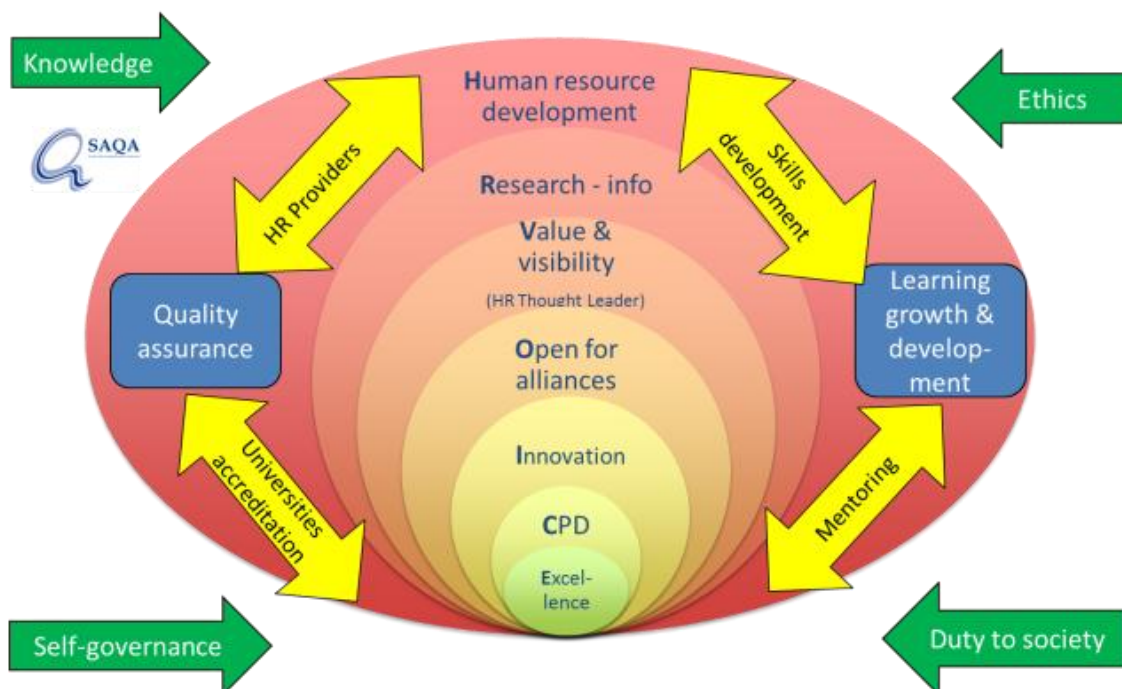 Knowledge
SAQA
Ethics
Human resource
development
HR Providers
Skills
development
Research - info
Value &
visibility
(HR Thought Leader)
Quality
assurance
Learning
growth &
develop-
ment
Open for
alliances
Innovation
Universities
accreditation
Mentoring
CPD
Excel-
lence
Self-governance
Duty to society